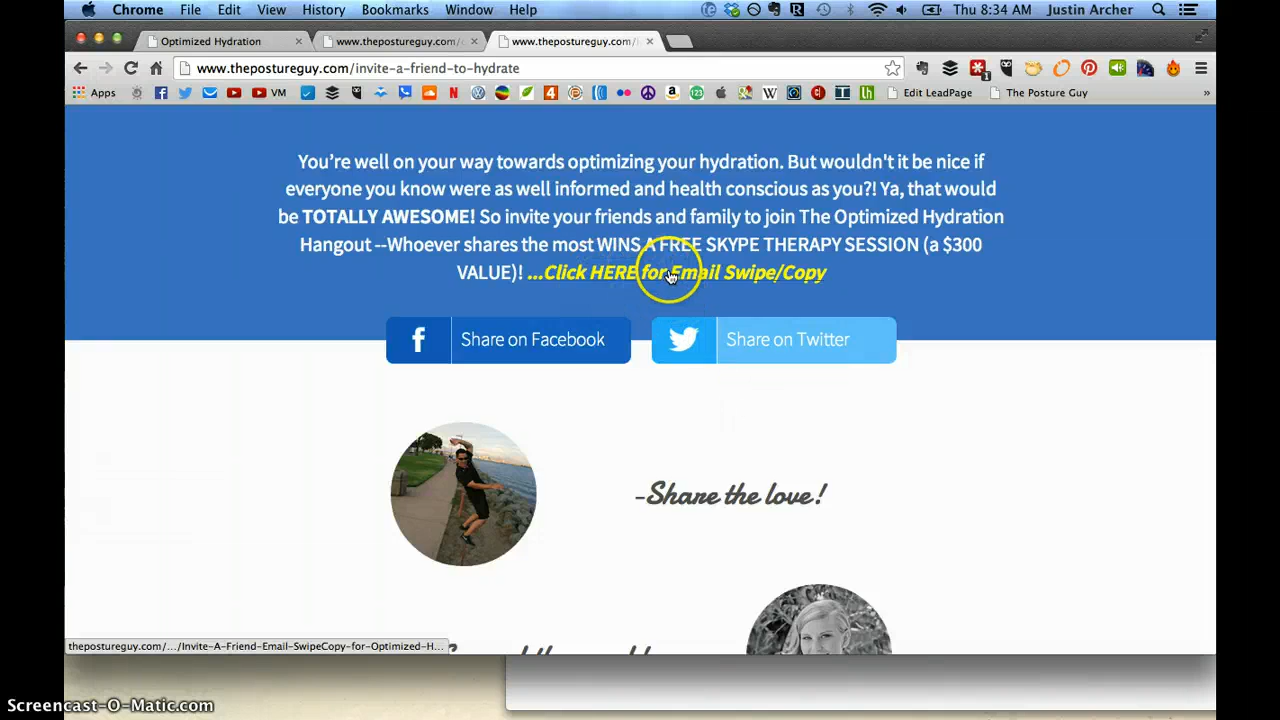 Chrome File Edit View History Bookmarks Window Help Thu 8:34 AM Justin Archer
Optimized Hydration www.thepostureguy.com/ www.thepostureguy.com/
www.thepostureguy.com/invite-a-friend-to-hydrate
Apps VM Edit LeadPage The Posture Guy »
You're well on your way towards optimizing your hydration. But wouldn't it be nice if
everyone you know were as well informed and health conscious as you?! Ya, that would
be TOTALLY AWESOME! So invite your friends and family to join The Optimized Hydration
Hangout --Whoever shares the most WINS A FREE SKYPE THERAPY SESSION (a $300
VALUE)! ...Click HERE for Email Swipe/Copy
Share on Facebook Share on Twitter
-Share the love!
thepostureguy.com/.../Invite-A-Friend-Email-SwipeCopy-for-Optimized-H...
Screencast-O-Matic.com